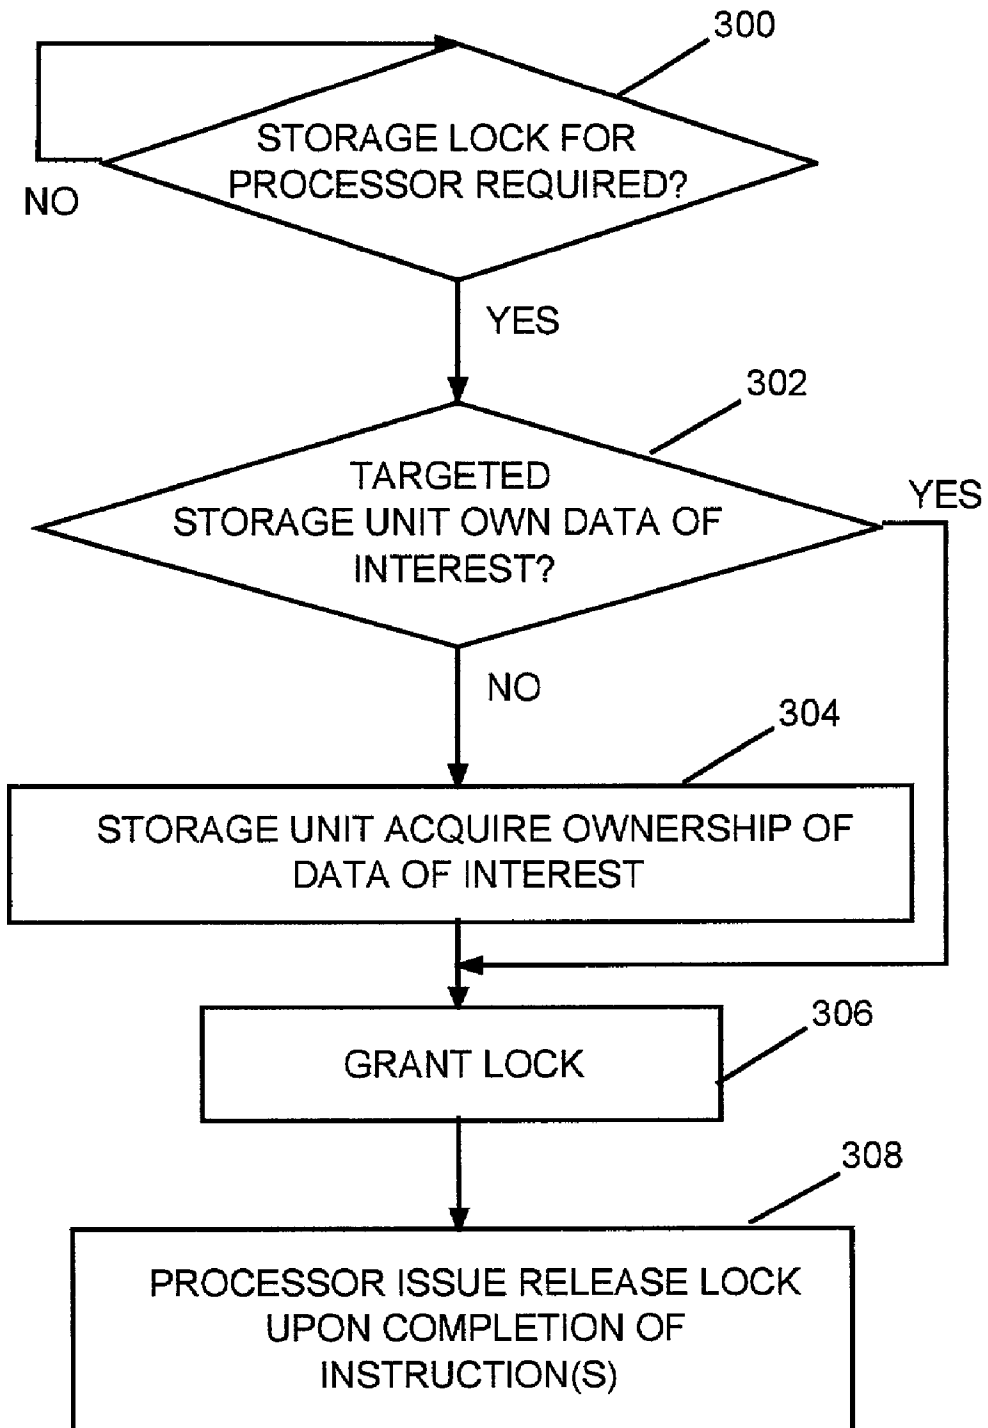 300
STORAGE LOCK FOR
PROCESSOR REQUIRED?
NO
YES
302
TARGETED
STORAGE UNIT OWN DATA OF
INTEREST?
YES
NO
304
STORAGE UNIT ACQUIRE OWNERSHIP OF
DATA OF INTEREST
306
GRANT LOCK
308
PROCESSOR ISSUE RELEASE LOCK
UPON COMPLETION OF
INSTRUCTION(S)